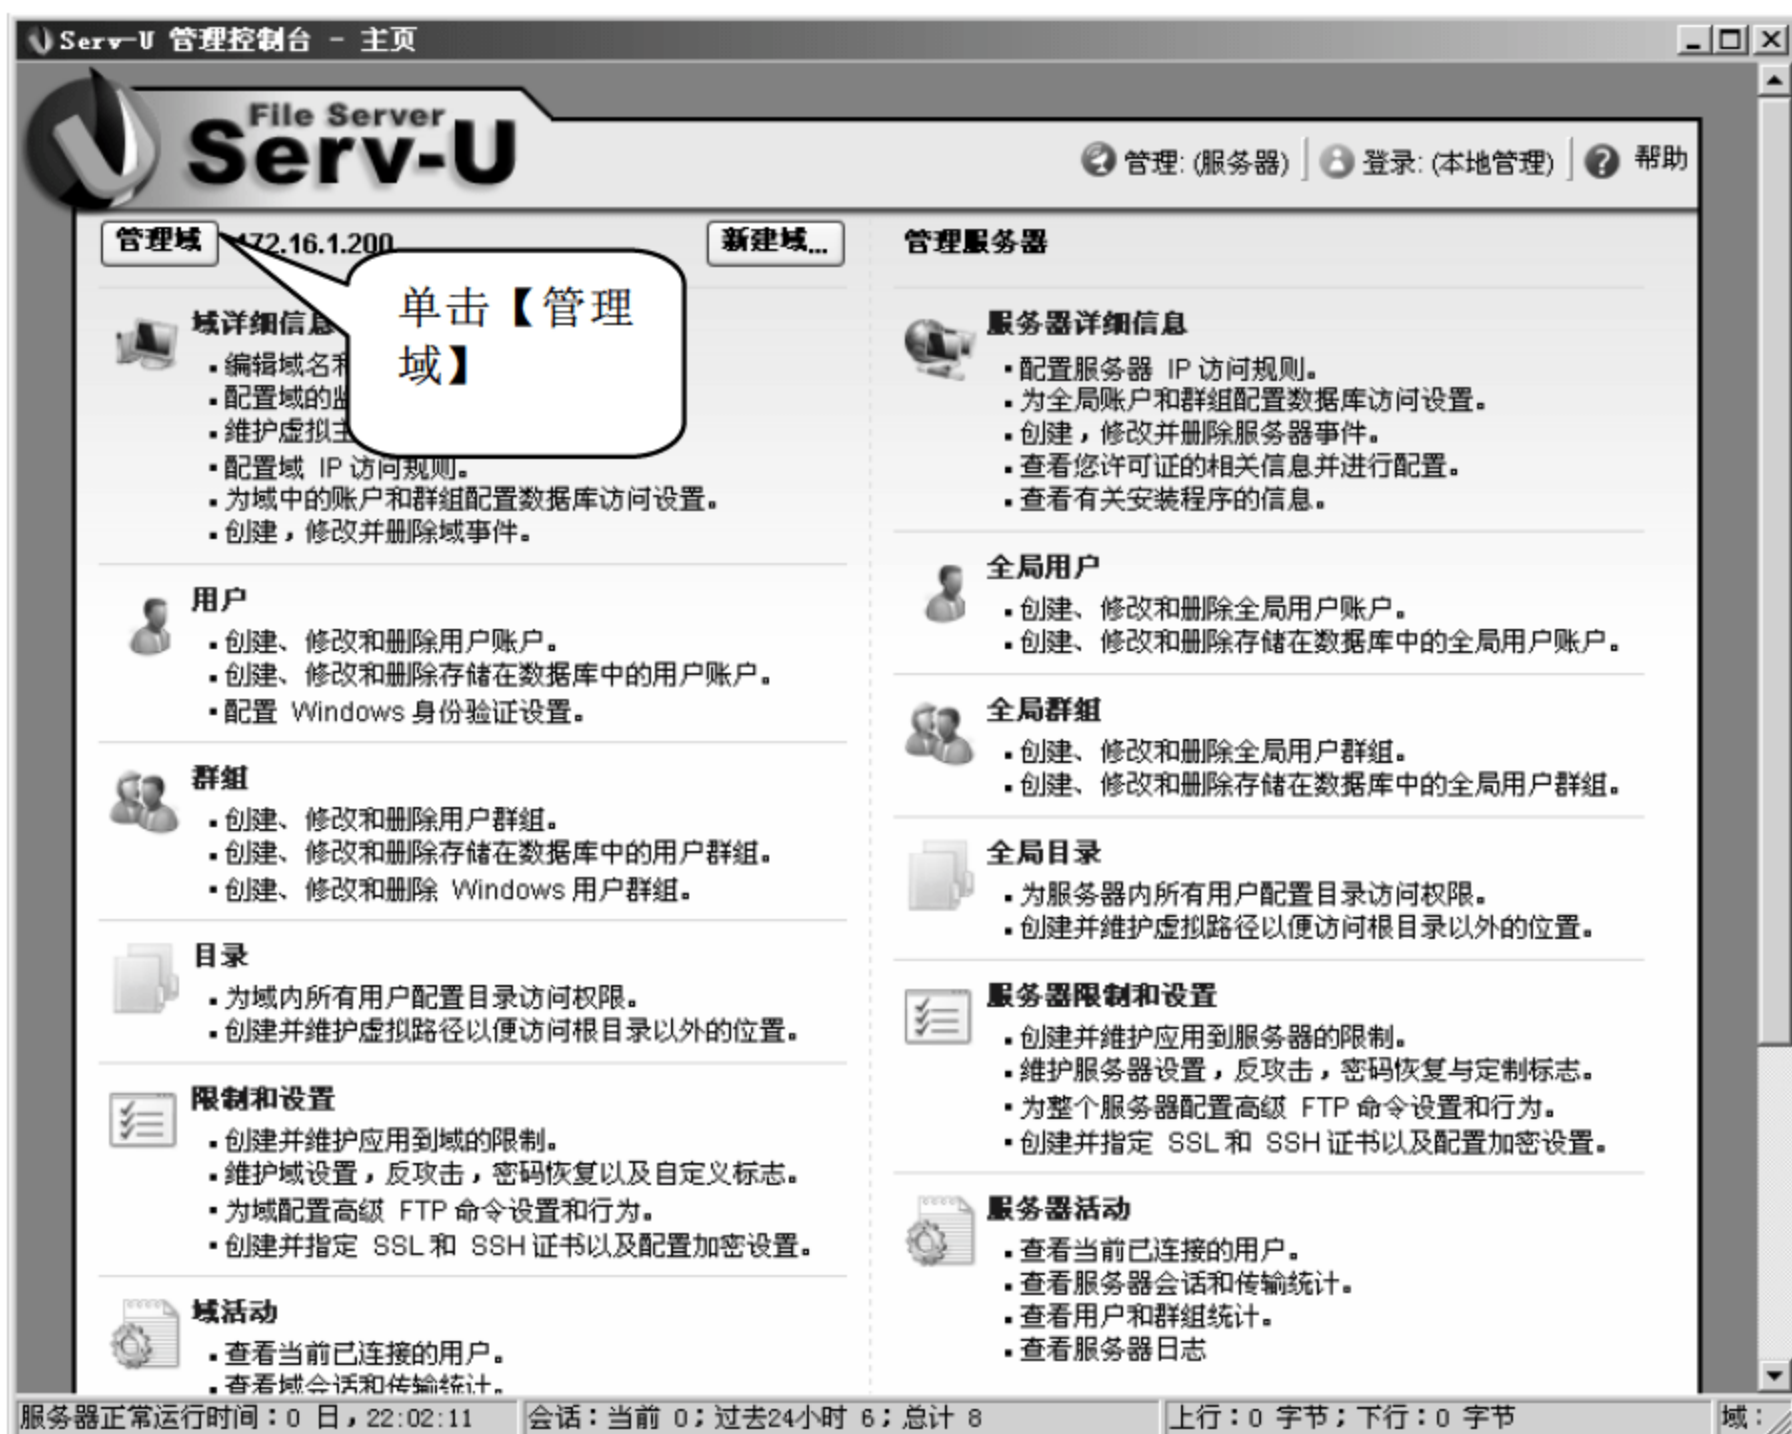 Serv-U 管理控制台 - 主页
File Server
Serv-U
管理: (服务器)
登录: (本地管理)
帮助
管理域
172.16.1.200
新建域...
单击【管理
域】
域详细信息
▪编辑域名和
▪配置域的监
▪维护虚拟主
▪配置域 IP 访问规则。
▪为域中的账户和群组配置数据库访问设置。
▪创建，修改并删除域事件。
用户
▪创建、修改和删除用户账户。
▪创建、修改和删除存储在数据库中的用户账户。
▪配置 Windows 身份验证设置。
群组
▪创建、修改和删除用户群组。
▪创建、修改和删除存储在数据库中的用户群组。
▪创建、修改和删除 Windows 用户群组。
目录
▪为域内所有用户配置目录访问权限。
▪创建并维护虚拟路径以便访问根目录以外的位置。
限制和设置
▪创建并维护应用到域的限制。
▪维护域设置，反攻击，密码恢复以及自定义标志。
▪为域配置高级 FTP 命令设置和行为。
▪创建并指定 SSL 和 SSH 证书以及配置加密设置。
域活动
▪查看当前已连接的用户。
▪查看域会话和传输统计。
管理服务器
服务器详细信息
▪配置服务器 IP 访问规则。
▪为全局账户和群组配置数据库访问设置。
▪创建，修改并删除服务器事件。
▪查看您许可证的相关信息并进行配置。
▪查看有关安装程序的信息。
全局用户
▪创建、修改和删除全局用户账户。
▪创建、修改和删除存储在数据库中的全局用户账户。
全局群组
▪创建、修改和删除全局用户群组。
▪创建、修改和删除存储在数据库中的全局用户群组。
全局目录
▪为服务器内所有用户配置目录访问权限。
▪创建并维护虚拟路径以便访问根目录以外的位置。
服务器限制和设置
▪创建并维护应用到服务器的限制。
▪维护服务器设置，反攻击，密码恢复与定制标志。
▪为整个服务器配置高级 FTP 命令设置和行为。
▪创建并指定 SSL 和 SSH 证书以及配置加密设置。
服务器活动
▪查看当前已连接的用户。
▪查看服务器会话和传输统计。
▪查看用户和群组统计。
▪查看服务器日志
服务器正常运行时间：0 日，22:02:11
会话：当前 0；过去24小时 6；总计 8
上行：0 字节；下行：0 字节
域：